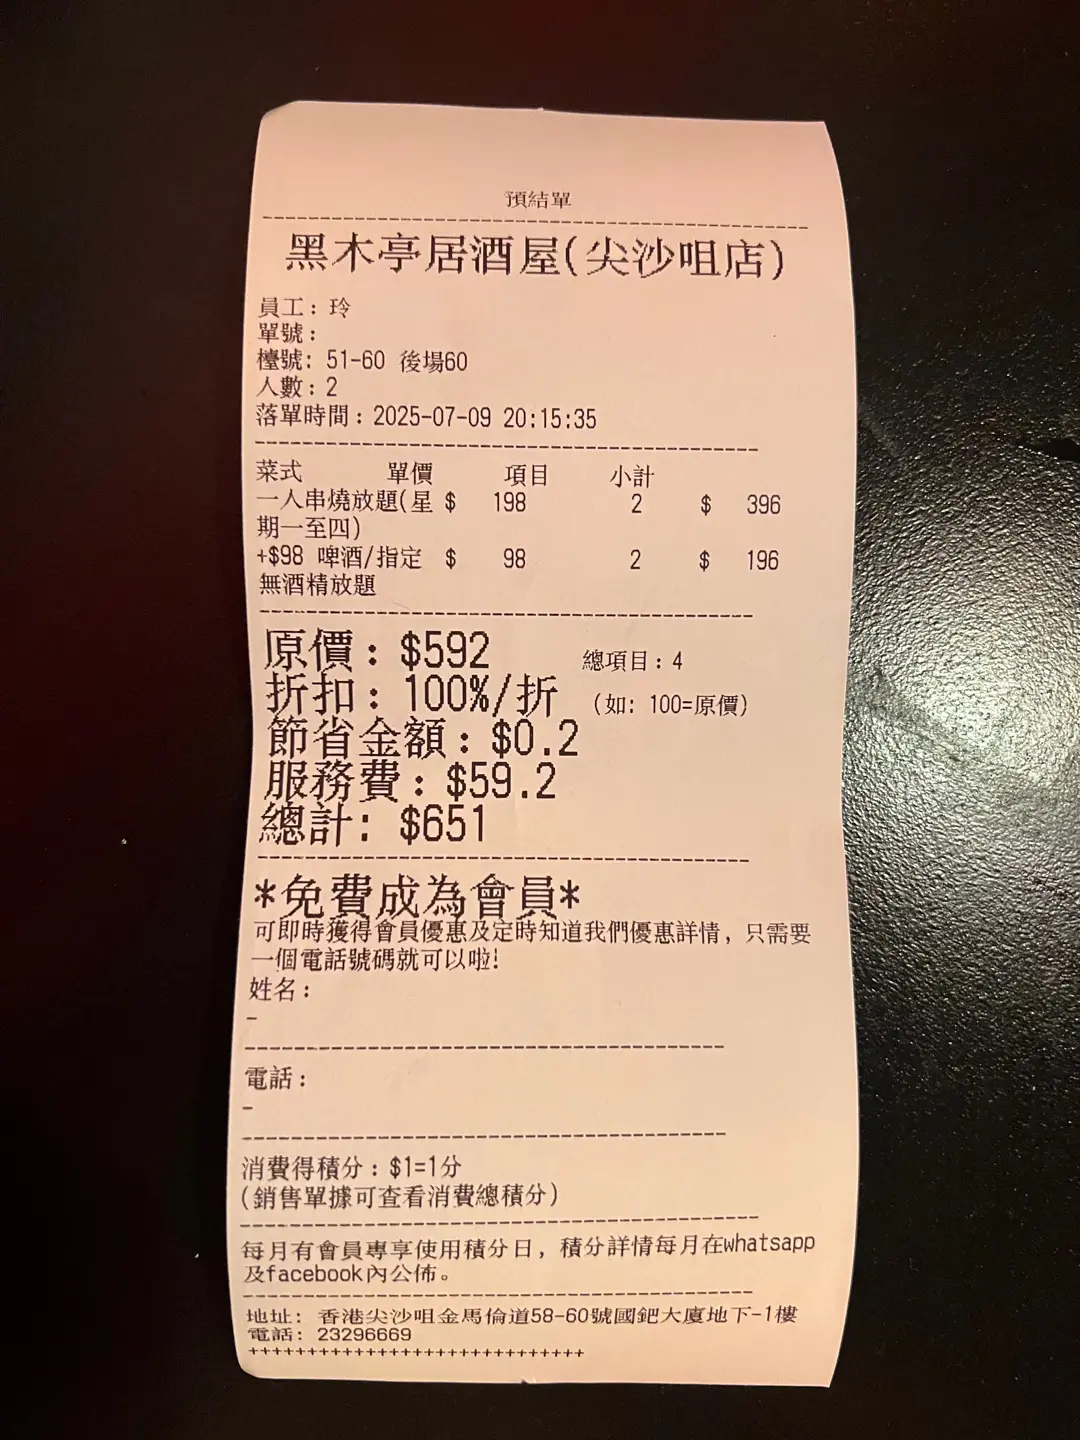 預結單
黑木亭居酒屋(尖沙咀店)
員工: 玲
單號:
檯號: 51-60 後場60
人數: 2
落單時間: 2025-07-09 20:15:35
菜式 單價 項目 小計
一人串燒放題(星 $ 198 2 $ 396
期一至四)
+$98 啤酒/指定 $ 98 2 $ 196
無酒精放題
原價: $592 總項目: 4
折扣: 100%/折 (如: 100=原價)
節省金額: $0.2
服務費: $59.2
總計: $651
*免費成為會員*
可即時獲得會員優惠及定時知道我們優惠詳情, 只需要
一個電話號碼就可以啦!
姓名:
-
電話:
-
消費得積分: $1=1分
(銷售單據可查看消費總積分)
每月有會員專享使用積分日, 積分詳情每月在whatsapp
及facebook內公佈。
地址: 香港尖沙咀金馬倫道58-60號國鈀大廈地下-1樓
電話: 23296669
++++++++++++++++++++++++++++